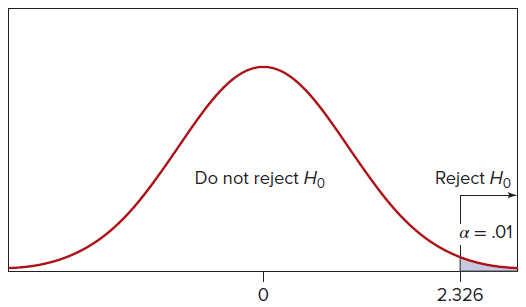 Do not reject H₀
Reject H₀
α = .01
0
2.326